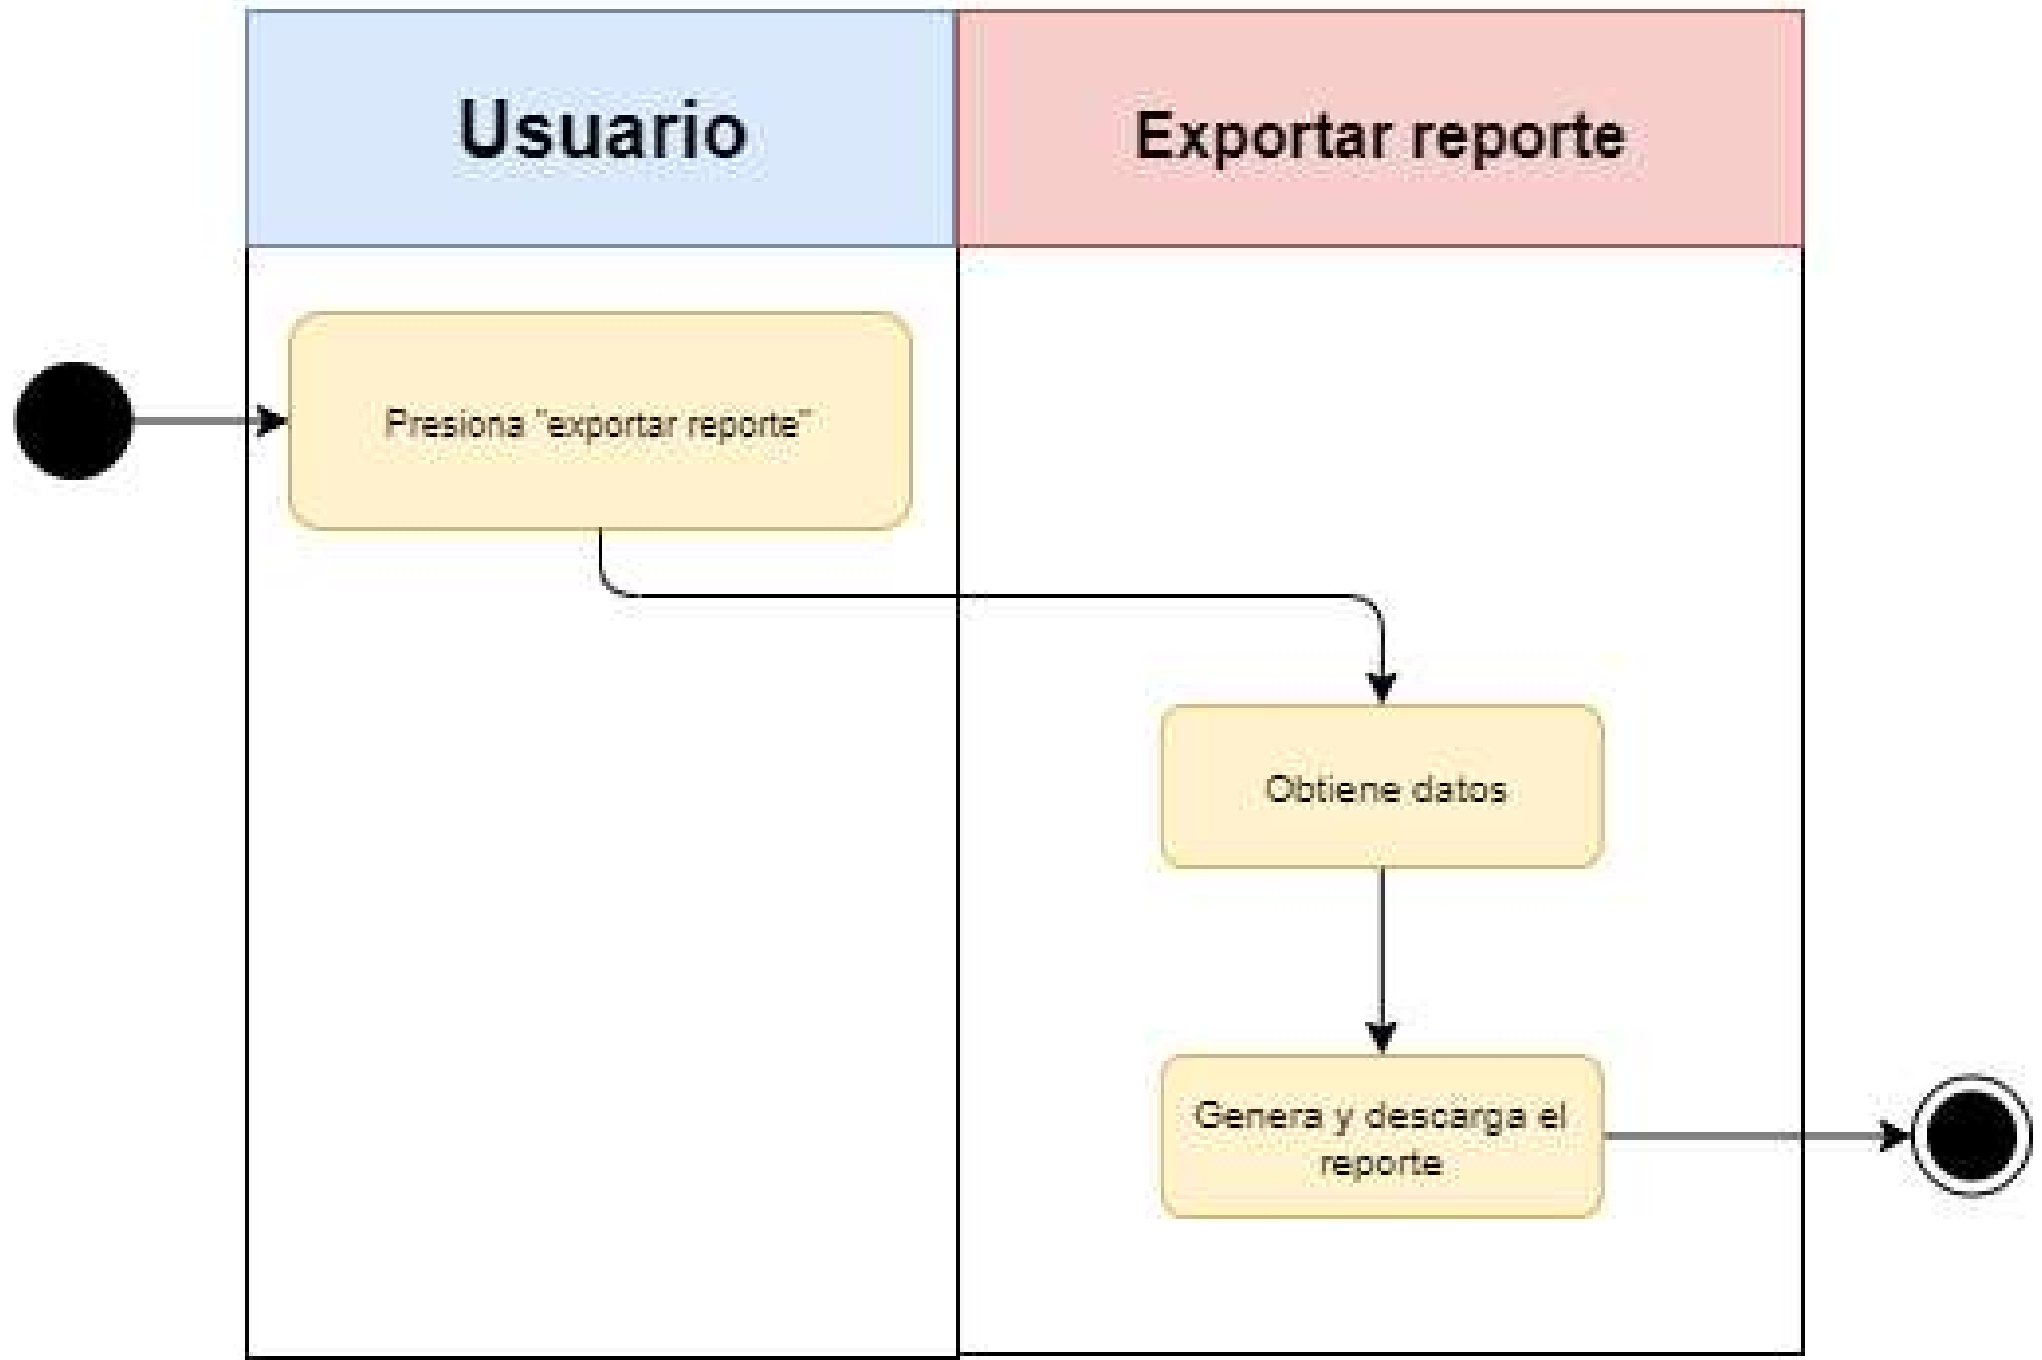 Usuario
Exportar reporte
Presiona "exportar reporte"
Obtiene datos
Genera y descarga el
reporte